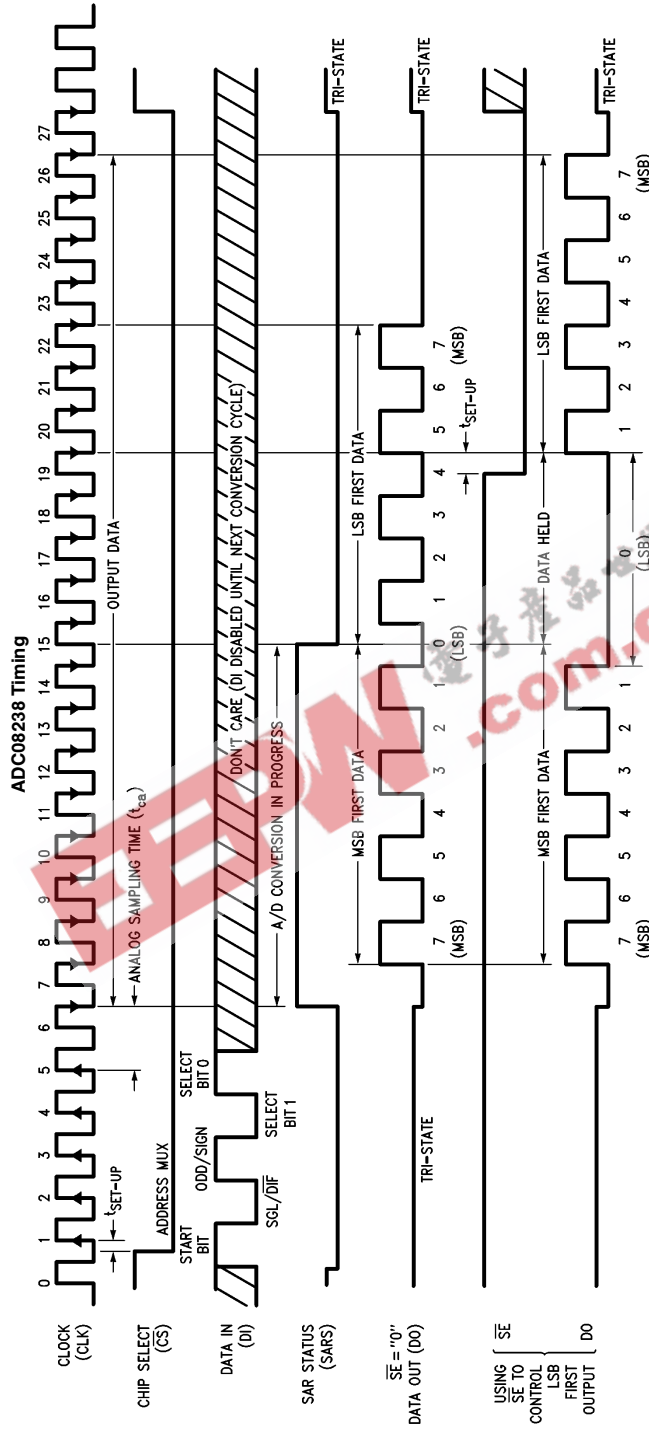 ADC08238 Timing
0 1 2 3 4 5 6 7 8 9 10 11 12 13 14 15 16 17 18 19 20 21 22 23 24 25 26 27
CLOCK
(CLK)
tSET-UP
ANALOG SAMPLING TIME (tca)
OUTPUT DATA
CHIP SELECT
(CS)
ADDRESS MUX
START
BIT
ODD/SIGN
SELECT
BIT 0
DATA IN
(DI)
SGL/DIF
SELECT
BIT 1
DON'T CARE (DI DISABLED UNTIL NEXT CONVERSION CYCLE)
A/D CONVERSION IN PROGRESS
SAR STATUS
(SARS)
TRI-STATE
MSB FIRST DATA
LSB FIRST DATA
SE = "0"
DATA OUT (DO)
TRI-STATE
TRI-STATE
7 6 5 4 3 2 1 0 1 2 3 4 5 6 7
(MSB)
(LSB)
(MSB)
tSET-UP
USING
SE TO
CONTROL
LSB
FIRST
OUTPUT
SE
DO
MSB FIRST DATA
DATA HELD
LSB FIRST DATA
TRI-STATE
7 6 5 4 3 2 1 0 1 2 3 4 5 6 7
(MSB)
(LSB)
(MSB)
EEPW
.com.c